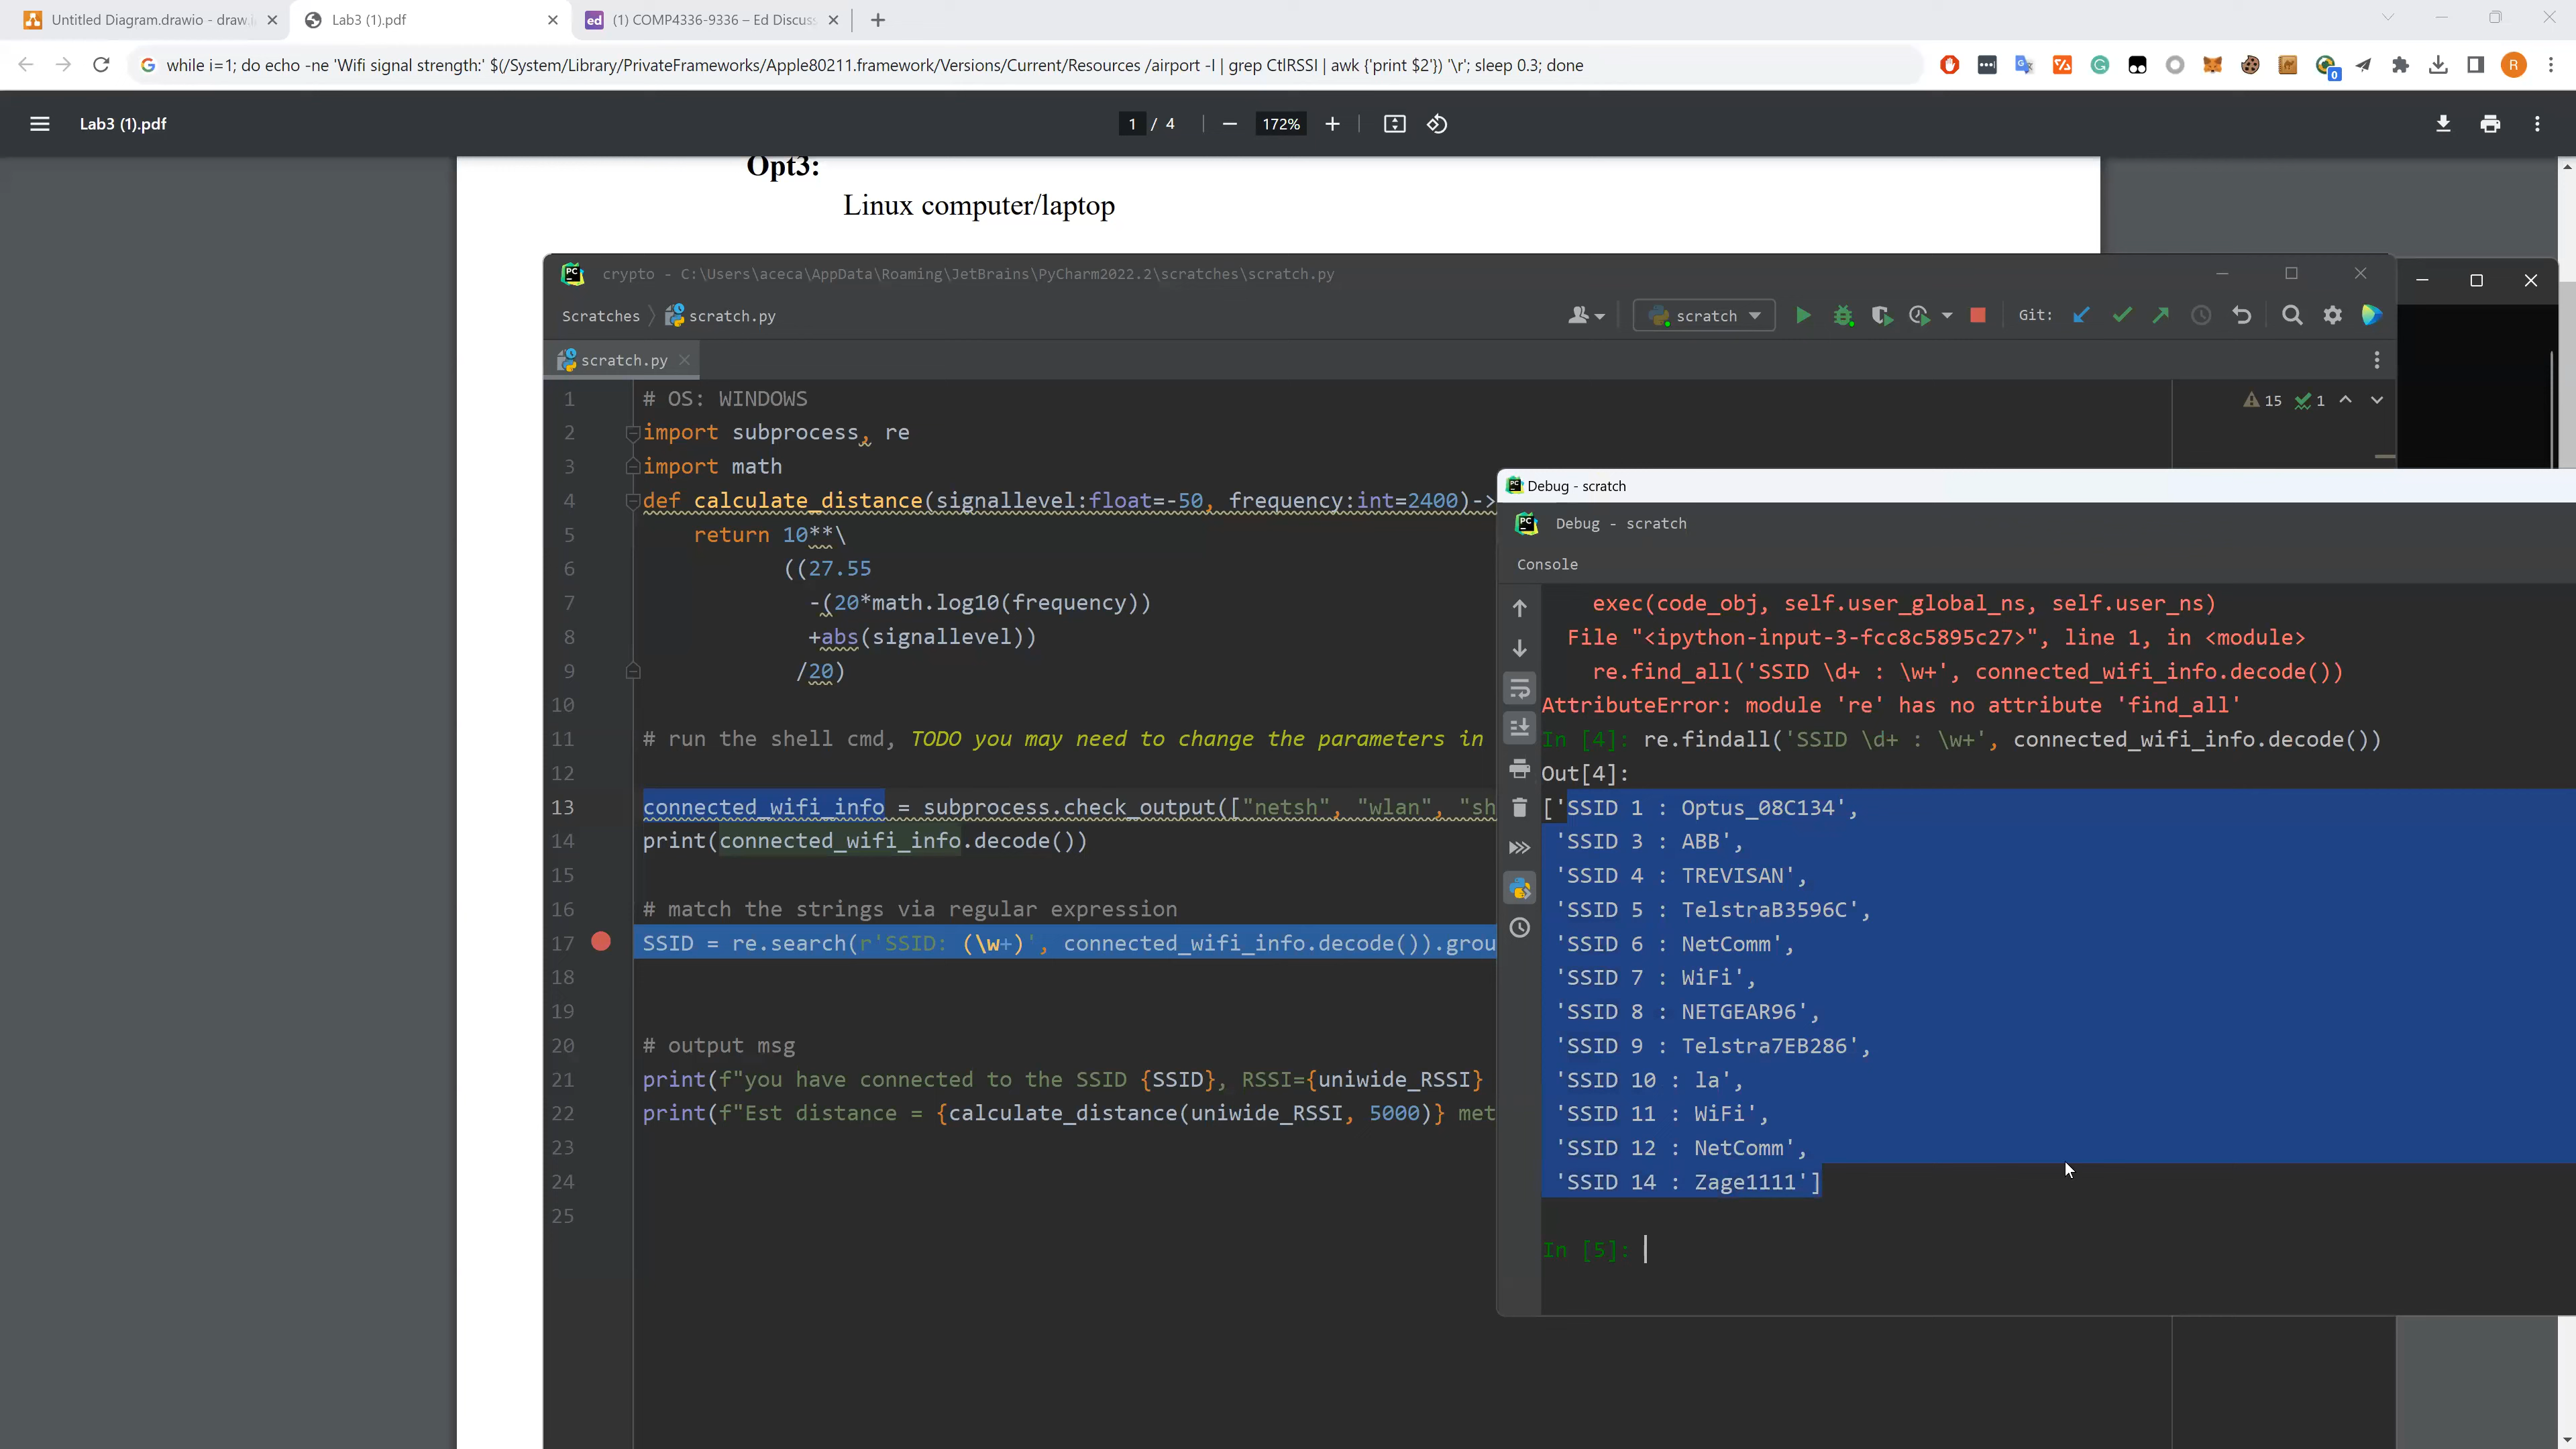 Untitled Diagram.drawio - draw.i
Lab3 (1).pdf
ed (1) COMP4336-9336 – Ed Discuss
while i=1; do echo -ne 'Wifi signal strength:' $(/System/Library/PrivateFrameworks/Apple80211.framework/Versions/Current/Resources /airport -I | grep CtlRSSI | awk {'print $2'}) '\r'; sleep 0.3; done
0
R
Lab3 (1).pdf
1 / 4
172%
Opt3:
Linux computer/laptop
PC crypto - C:\Users\aceca\AppData\Roaming\JetBrains\PyCharm2022.2\scratches\scratch.py
Scratches
scratch.py
scratch
Git:
scratch.py
15
1
1 # OS: WINDOWS
2 import subprocess, re
3 import math
4 def calculate_distance(signallevel:float=-50, frequency:int=2400)->
5 return 10**\
6 ((27.55
7 -(20*math.log10(frequency))
8 +abs(signallevel))
9 /20)
10
11 # run the shell cmd, TODO you may need to change the parameters in
12
13 connected_wifi_info = subprocess.check_output(["netsh", "wlan", "sh
14 print(connected_wifi_info.decode())
15
16 # match the strings via regular expression
17 SSID = re.search(r'SSID: (\w+)', connected_wifi_info.decode()).grou
18
19
20 # output msg
21 print(f"you have connected to the SSID {SSID}, RSSI={uniwide_RSSI}
22 print(f"Est distance = {calculate_distance(uniwide_RSSI, 5000)} met
23
24
25
PC Debug - scratch
PC Debug - scratch
Console
exec(code_obj, self.user_global_ns, self.user_ns)
File "<ipython-input-3-fcc8c5895c27>", line 1, in <module>
re.find_all('SSID \d+ : \w+', connected_wifi_info.decode())
AttributeError: module 're' has no attribute 'find_all'
In [4]: re.findall('SSID \d+ : \w+', connected_wifi_info.decode())
Out[4]:
['SSID 1 : Optus_08C134',
'SSID 3 : ABB',
'SSID 4 : TREVISAN',
'SSID 5 : TelstraB3596C',
'SSID 6 : NetComm',
'SSID 7 : WiFi',
'SSID 8 : NETGEAR96',
'SSID 9 : Telstra7EB286',
'SSID 10 : la',
'SSID 11 : WiFi',
'SSID 12 : NetComm',
'SSID 14 : Zage1111']
In [5]: